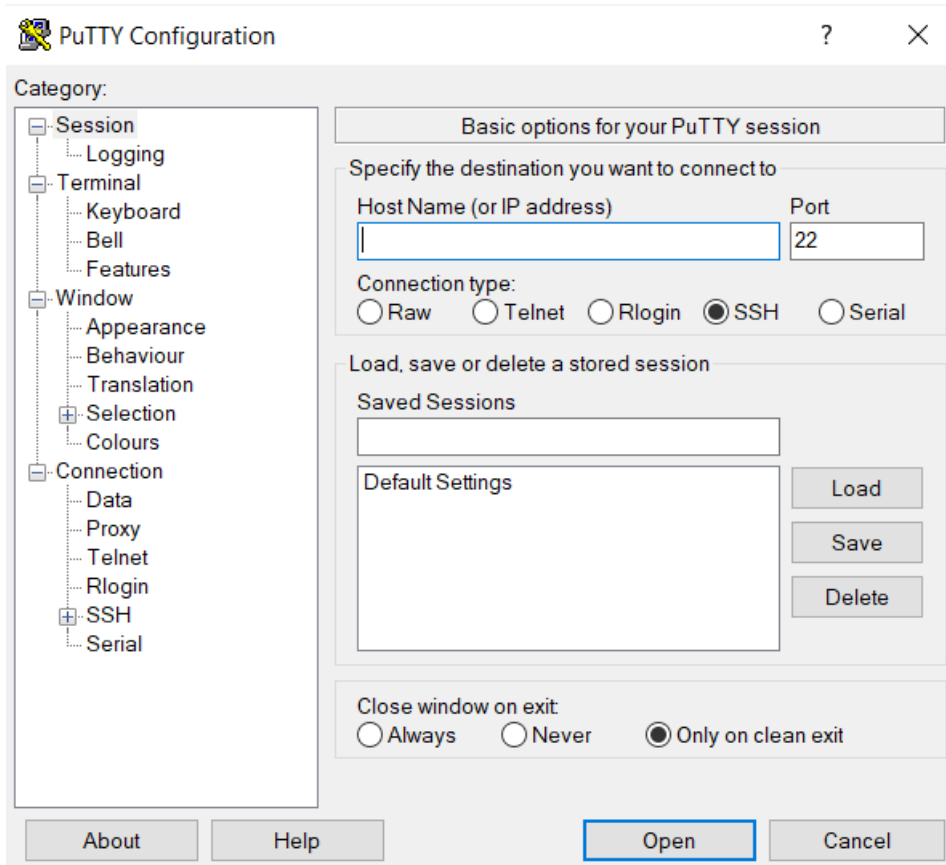 PuTTY Configuration
?
Category:
Session
Logging
Terminal
Keyboard
Bell
Features
Window
Appearance
Behaviour
Translation
Selection
Colours
Connection
Data
Proxy
Telnet
Rlogin
SSH
Serial
Basic options for your PuTTY session
Specify the destination you want to connect to
Host Name (or IP address) Port
22
Connection type:
Raw Telnet Rlogin SSH Serial
Load, save or delete a stored session
Saved Sessions
Default Settings
Load
Save
Delete
Close window on exit:
Always Never Only on clean exit
About Help Open Cancel